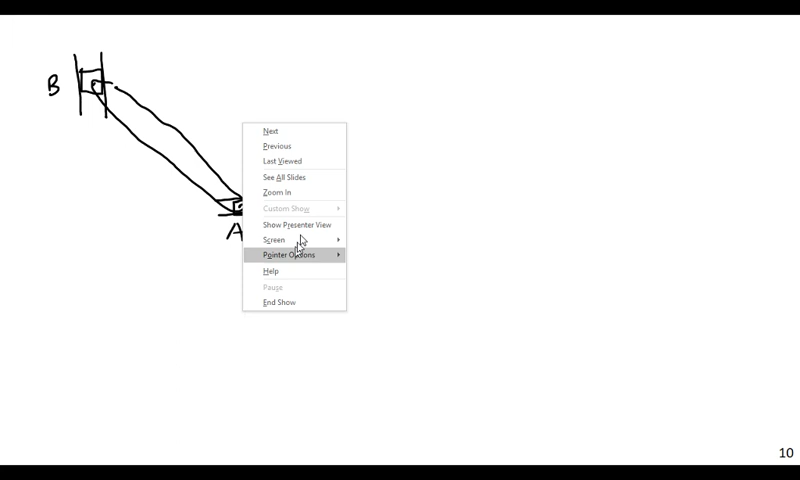 B
A
Next
Previous
Last Viewed
See All Slides
Zoom In
Custom Show
Show Presenter View
Screen
Pointer Options
Help
Pause
End Show
10